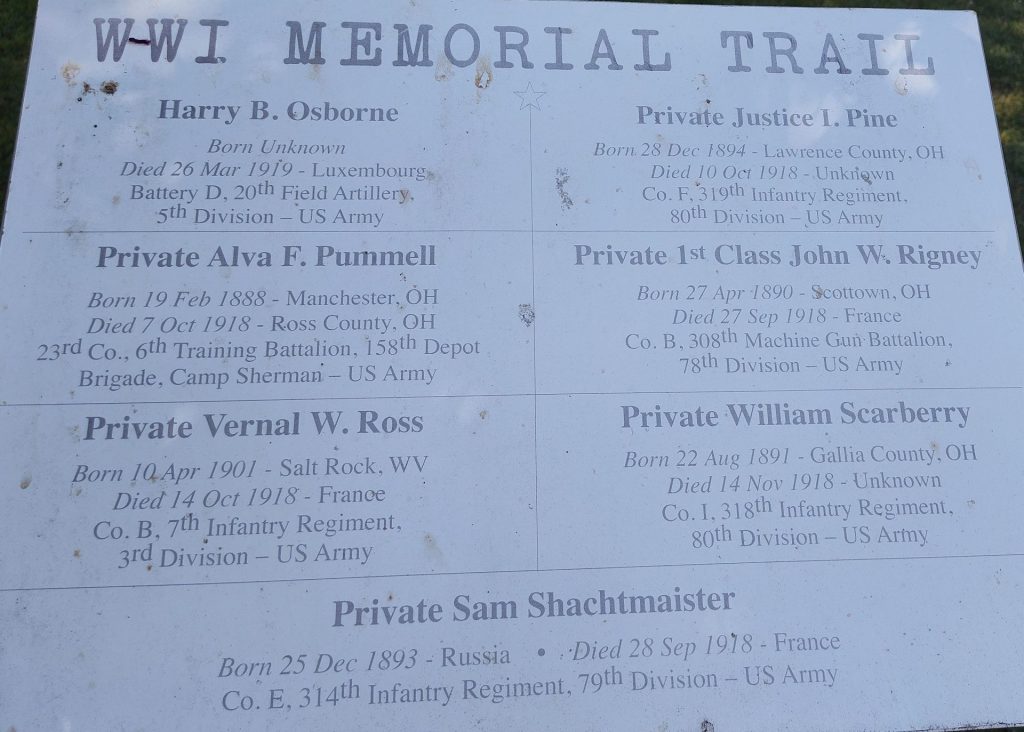 WWI MEMORIAL TRAIL
Harry B. Osborne
Born Unknown
Died 26 Mar 1919 - Luxembourg
Battery D, 20th Field Artillery,
5th Division – US Army
Private Justice I. Pine
Born 28 Dec 1894 - Lawrence County, OH
Died 10 Oct 1918 - Unknown
Co. F, 319th Infantry Regiment,
80th Division – US Army
Private Alva F. Pummell
Born 19 Feb 1888 - Manchester, OH
Died 7 Oct 1918 - Ross County, OH
23rd Co., 6th Training Battalion, 158th Depot
Brigade, Camp Sherman – US Army
Private 1st Class John W. Rigney
Born 27 Apr 1890 - Scottown, OH
Died 27 Sep 1918 - France
Co. B, 308th Machine Gun Battalion,
78th Division – US Army
Private Vernal W. Ross
Born 10 Apr 1901 - Salt Rock, WV
Died 14 Oct 1918 - France
Co. B, 7th Infantry Regiment,
3rd Division – US Army
Private William Scarberry
Born 22 Aug 1891 - Gallia County, OH
Died 14 Nov 1918 - Unknown
Co. I, 318th Infantry Regiment,
80th Division – US Army
Private Sam Shachtmaister
Born 25 Dec 1893 - Russia • Died 28 Sep 1918 - France
Co. E, 314th Infantry Regiment, 79th Division – US Army